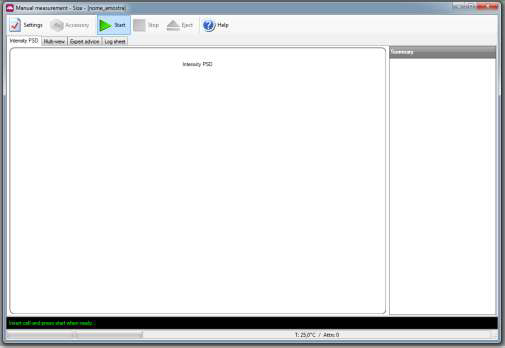 Manual measurement - Size - [nome_amostra]
Settings Accessory Start Stop Eject Help
Intensity PSD Multi-view Expert advice Log sheet
Intensity PSD
Summary
Insert cell and press start when ready
T: 25,0°C / Attn: 0